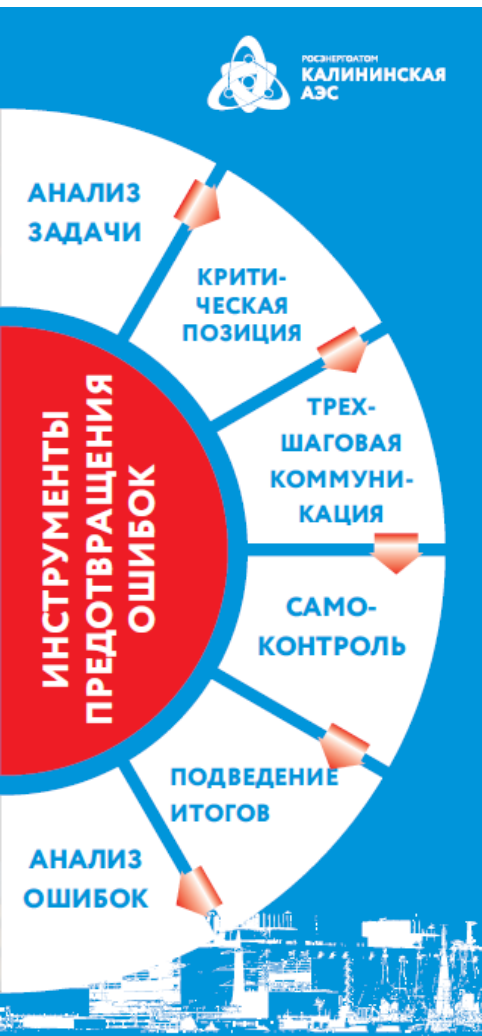 РОСЭНЕРГОАТОМ
КАЛИНИНСКАЯ
АЭС
АНАЛИЗ
ЗАДАЧИ
КРИТИ-
ЧЕСКАЯ
ПОЗИЦИЯ
ТРЕХ-
ШАГОВАЯ
КОММУНИ-
КАЦИЯ
САМО-
КОНТРОЛЬ
ПОДВЕДЕНИЕ
ИТОГОВ
АНАЛИЗ
ОШИБОК
ИНСТРУМЕНТЫ
ПРЕДОТВРАЩЕНИЯ
ОШИБОК